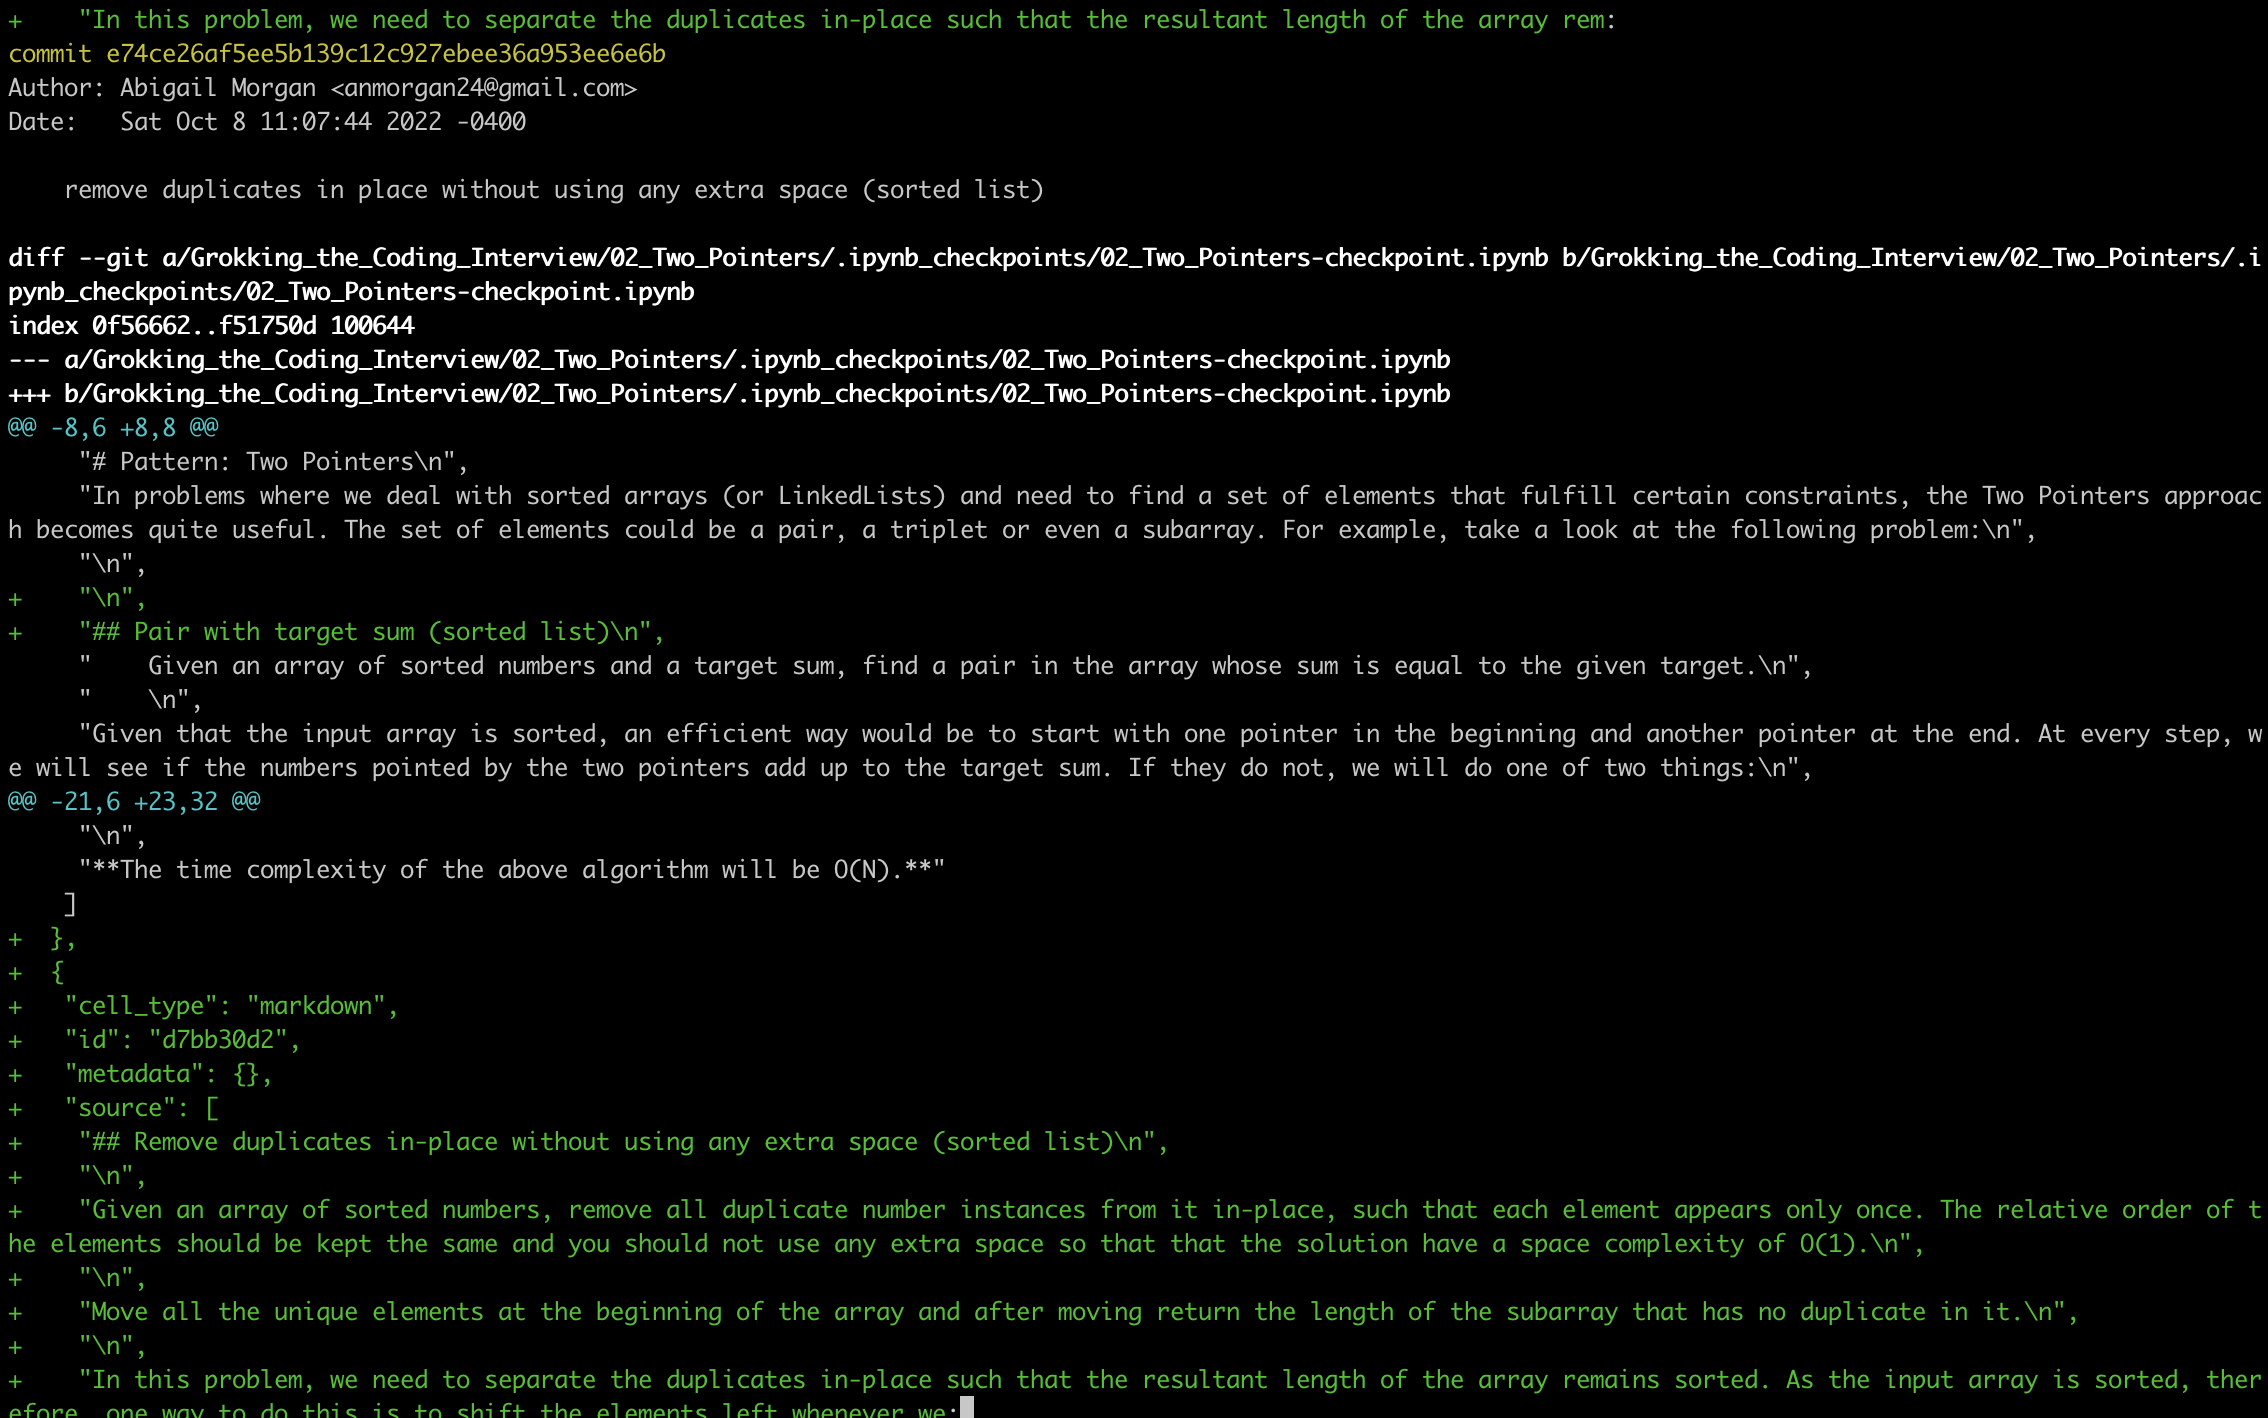 +    "In this problem, we need to separate the duplicates in-place such that the resultant length of the array rem:
commit e74ce26af5ee5b139c12c927ebee36a953ee6e6b
Author: Abigail Morgan <anmorgan24@gmail.com>
Date:   Sat Oct 8 11:07:44 2022 -0400
    remove duplicates in place without using any extra space (sorted list)
diff --git a/Grokking_the_Coding_Interview/02_Two_Pointers/.ipynb_checkpoints/02_Two_Pointers-checkpoint.ipynb b/Grokking_the_Coding_Interview/02_Two_Pointers/.i
pynb_checkpoints/02_Two_Pointers-checkpoint.ipynb
index 0f56662..f51750d 100644
--- a/Grokking_the_Coding_Interview/02_Two_Pointers/.ipynb_checkpoints/02_Two_Pointers-checkpoint.ipynb
+++ b/Grokking_the_Coding_Interview/02_Two_Pointers/.ipynb_checkpoints/02_Two_Pointers-checkpoint.ipynb
@@ -8,6 +8,8 @@
     "# Pattern: Two Pointers\n",
     "In problems where we deal with sorted arrays (or LinkedLists) and need to find a set of elements that fulfill certain constraints, the Two Pointers approac
h becomes quite useful. The set of elements could be a pair, a triplet or even a subarray. For example, take a look at the following problem:\n",
     "\n",
+    "\n",
+    "## Pair with target sum (sorted list)\n",
     "    Given an array of sorted numbers and a target sum, find a pair in the array whose sum is equal to the given target.\n",
     "    \n",
     "Given that the input array is sorted, an efficient way would be to start with one pointer in the beginning and another pointer at the end. At every step, w
e will see if the numbers pointed by the two pointers add up to the target sum. If they do not, we will do one of two things:\n",
@@ -21,6 +23,32 @@
     "\n",
     "**The time complexity of the above algorithm will be O(N).**"
    ]
+  },
+  {
+   "cell_type": "markdown",
+   "id": "d7bb30d2",
+   "metadata": {},
+   "source": [
+    "## Remove duplicates in-place without using any extra space (sorted list)\n",
+    "\n",
+    "Given an array of sorted numbers, remove all duplicate number instances from it in-place, such that each element appears only once. The relative order of t
he elements should be kept the same and you should not use any extra space so that that the solution have a space complexity of O(1).\n",
+    "\n",
+    "Move all the unique elements at the beginning of the array and after moving return the length of the subarray that has no duplicate in it.\n",
+    "\n",
+    "In this problem, we need to separate the duplicates in-place such that the resultant length of the array remains sorted. As the input array is sorted, ther
efore, one way to do this is to shift the elements left whenever we: